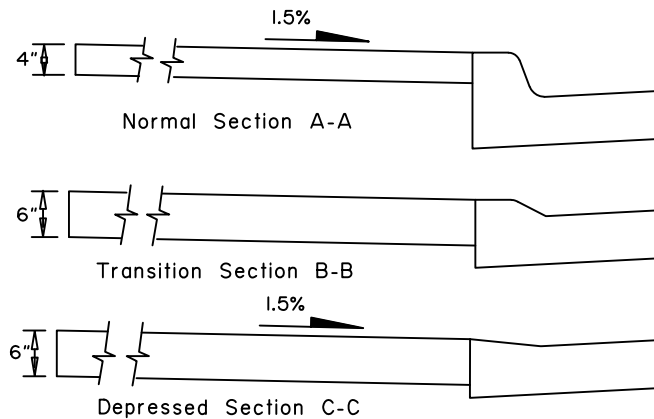 1.5%
4"
Normal Section A-A
6"
Transition Section B-B
1.5%
6"
Depressed Section C-C